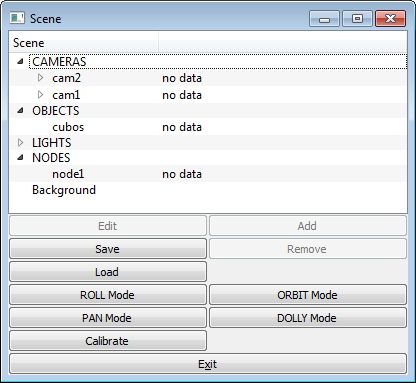 Scene
Scene
CAMERAS
cam2 no data
cam1 no data
OBJECTS
cubos no data
LIGHTS
NODES
node1 no data
Background
Edit Add
Save Remove
Load
ROLL Mode ORBIT Mode
PAN Mode DOLLY Mode
Calibrate
Exit